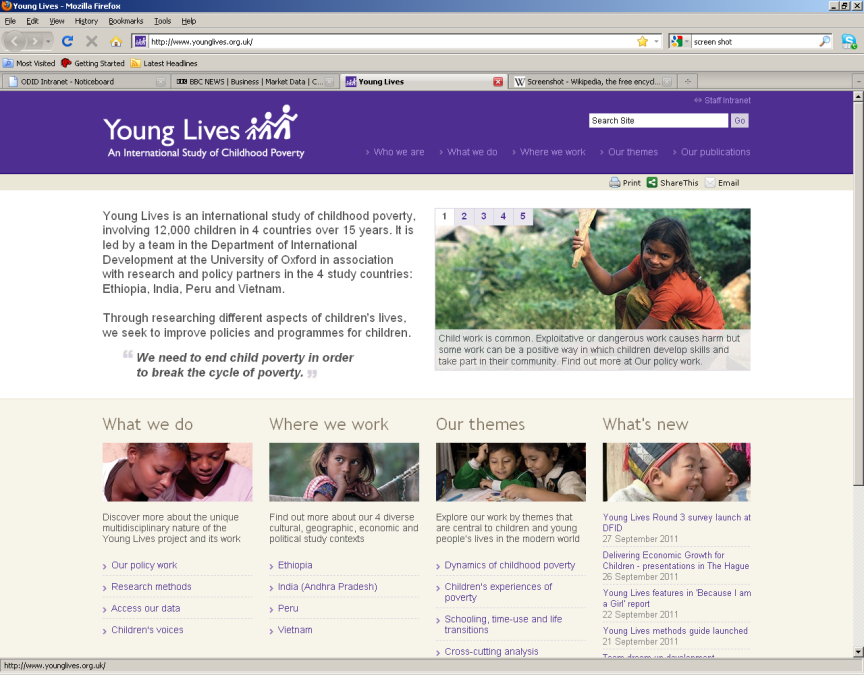 Young Lives - Mozilla Firefox
File Edit View History Bookmarks Tools Help
http://www.younglives.org.uk/
screen shot
Most Visited Getting Started Latest Headlines
ODID Intranet - Noticeboard
BBC NEWS | Business | Market Data | C...
Young Lives
Screenshot - Wikipedia, the free encycl...
Staff Intranet
Search Site Go
Young Lives
An International Study of Childhood Poverty
Who we are What we do Where we work Our themes Our publications
Print ShareThis Email
Young Lives is an international study of childhood poverty,
involving 12,000 children in 4 countries over 15 years. It is
led by a team in the Department of International
Development at the University of Oxford in association
with research and policy partners in the 4 study countries:
Ethiopia, India, Peru and Vietnam.
Through researching different aspects of children's lives,
we seek to improve policies and programmes for children.
“ We need to end child poverty in order
to break the cycle of poverty. ”
1 2 3 4 5
Child work is common. Exploitative or dangerous work causes harm but
some work can be a positive way in which children develop skills and
take part in their community. Find out more at Our policy work.
What we do
Discover more about the unique
multidisciplinary nature of the
Young Lives project and its work
Our policy work
Research methods
Access our data
Children's voices
Where we work
Find out more about our 4 diverse
cultural, geographic, economic and
political study contexts
Ethiopia
India (Andhra Pradesh)
Peru
Vietnam
Our themes
Explore our work by themes that
are central to children and young
people's lives in the modern world
Dynamics of childhood poverty
Children's experiences of
poverty
Schooling, time-use and life
transitions
Cross-cutting analysis
What's new
Young Lives Round 3 survey launch at
DFID
27 September 2011
Delivering Economic Growth for
Children - presentations in The Hague
26 September 2011
Young Lives features in 'Because I am
a Girl' report
22 September 2011
Young Lives methods guide launched
21 September 2011
http://www.younglives.org.uk/